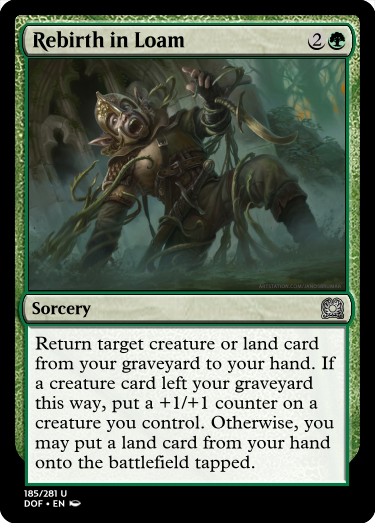 Rebirth in Loam 2
Sorcery
Return target creature or land card
from your graveyard to your hand. If
a creature card left your graveyard
this way, put a +1/+1 counter on a
creature you control. Otherwise, you
may put a land card from your hand
onto the battlefield tapped.
185/281 U
DOF • EN